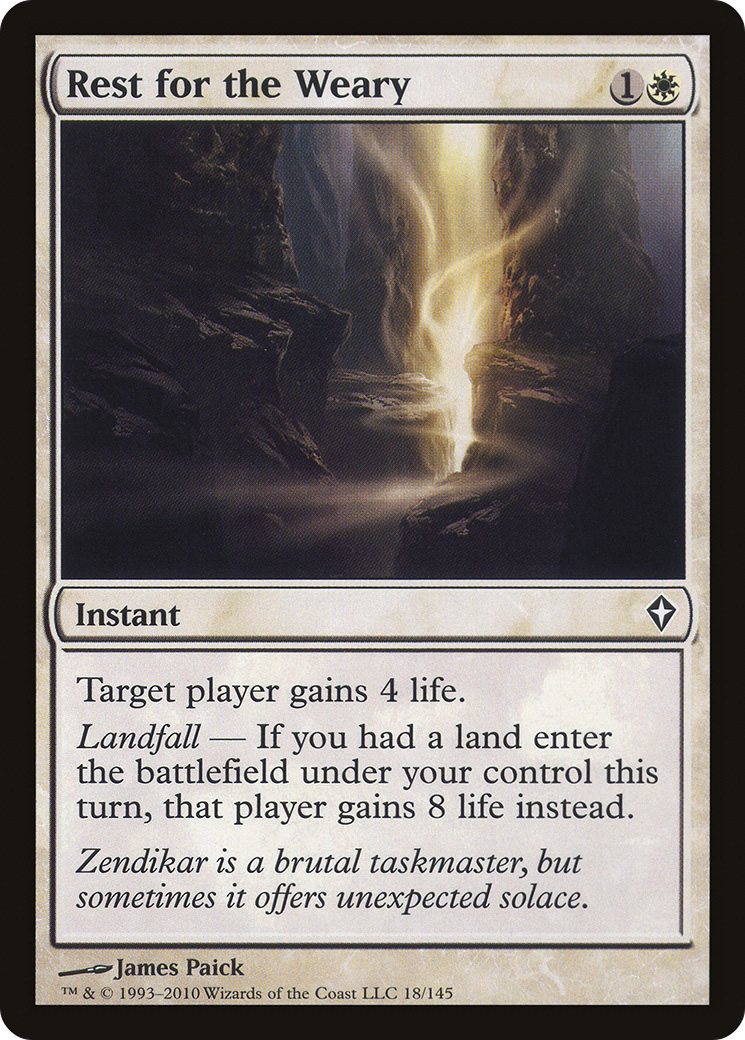 Rest for the Weary 1
Instant
Target player gains 4 life.
Landfall — If you had a land enter
the battlefield under your control this
turn, that player gains 8 life instead.
Zendikar is a brutal taskmaster, but
sometimes it offers unexpected solace.
James Paick
™ & © 1993–2010 Wizards of the Coast LLC 18/145